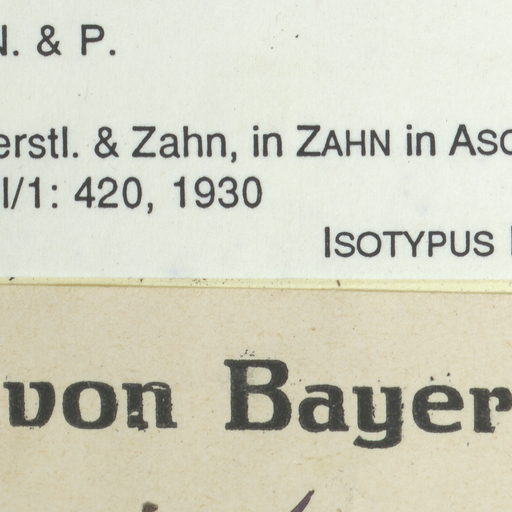 N. & P.
erstl. & Zahn, in ZAHN in Asc
I/1: 420, 1930
ISOTYPUS
von Bayer